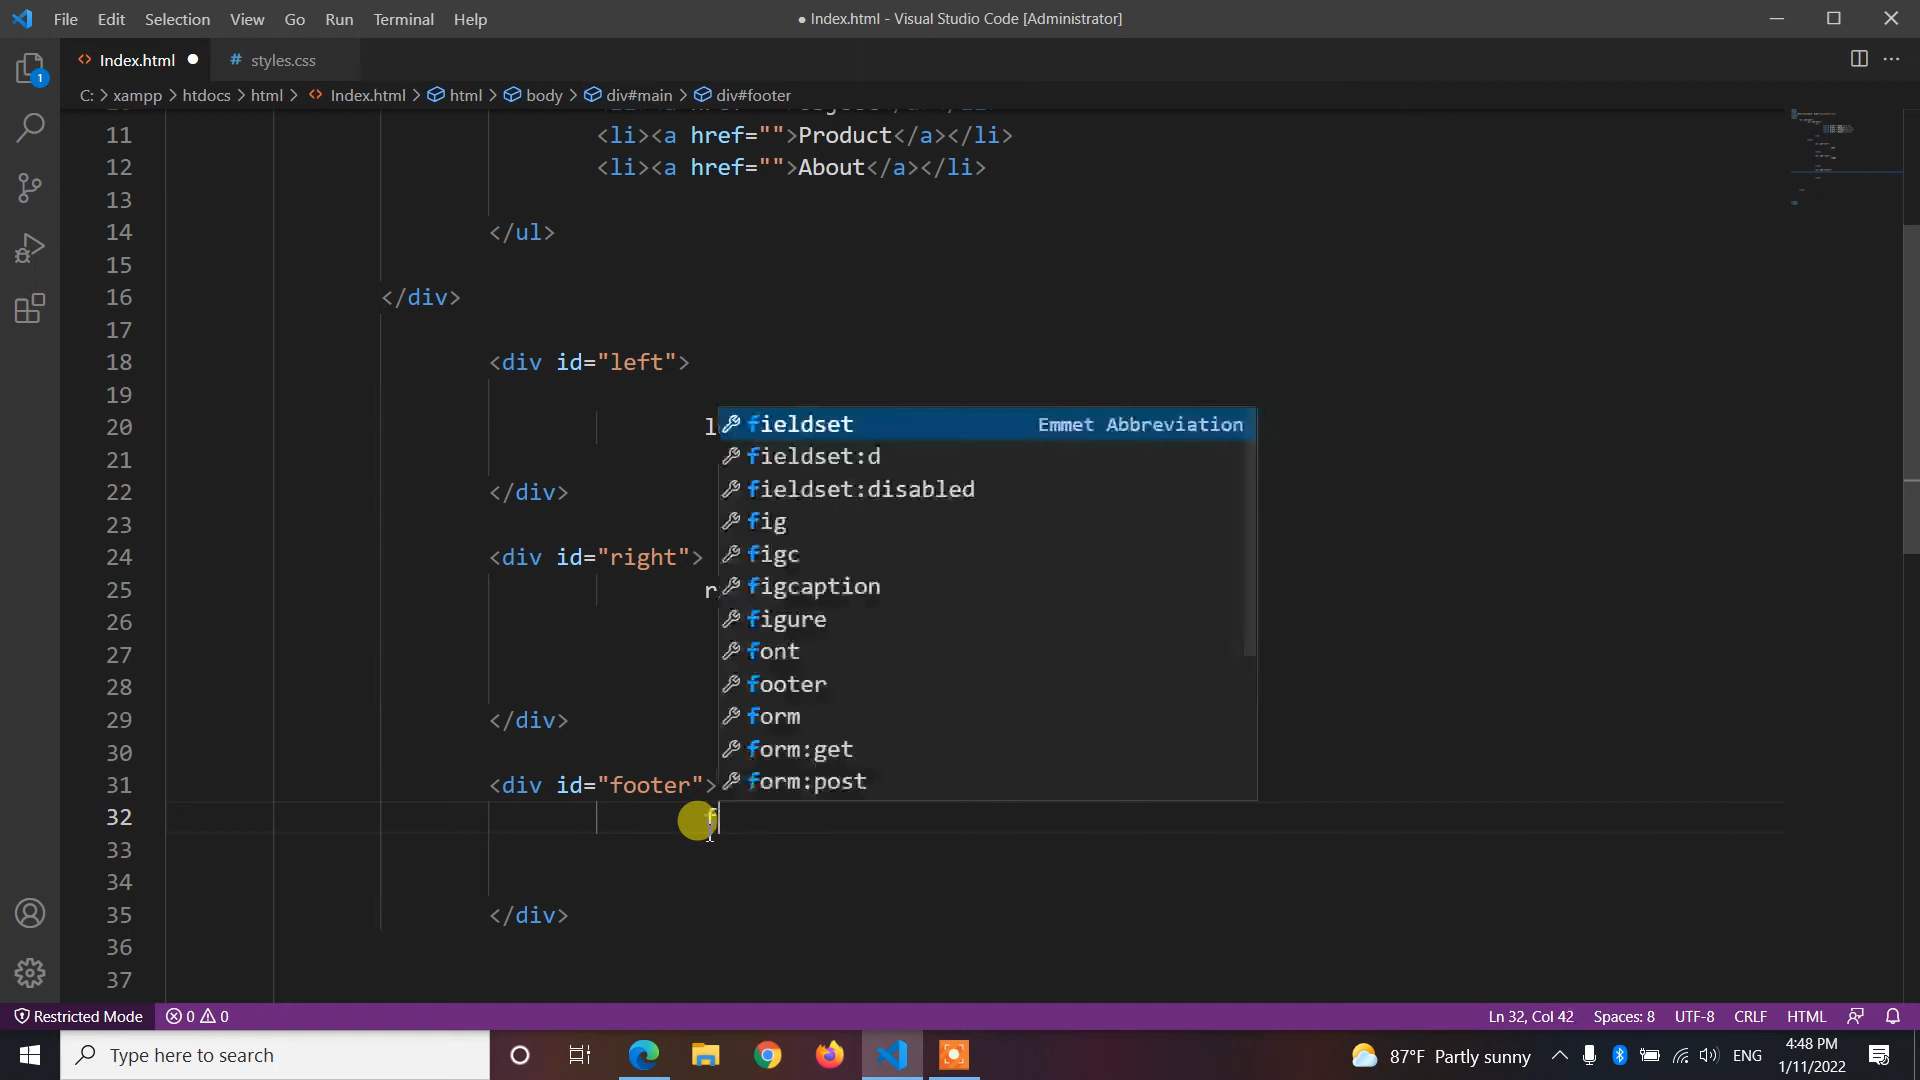 File Edit Selection View Go Run Terminal Help
● Index.html - Visual Studio Code [Administrator]
<> Index.html ●
# styles.css
C: > xampp > htdocs > html > <> Index.html > html > body > div#main > div#footer
11 <li><a href="">Product</a></li>
12 <li><a href="">About</a></li>
13
14 </ul>
15
16 </div>
17
18 <div id="left">
19
20 l
21
22 </div>
23
24 <div id="right">
25 r
26
27
28
29 </div>
30
31 <div id="footer">
32 f
33
34
35 </div>
36
37
fieldset Emmet Abbreviation
fieldset:d
fieldset:disabled
fig
figc
figcaption
figure
font
footer
form
form:get
form:post
1
Restricted Mode 0 0
Ln 32, Col 42 Spaces: 8 UTF-8 CRLF HTML
Type here to search
87°F Partly sunny
ENG
4:48 PM
1/11/2022